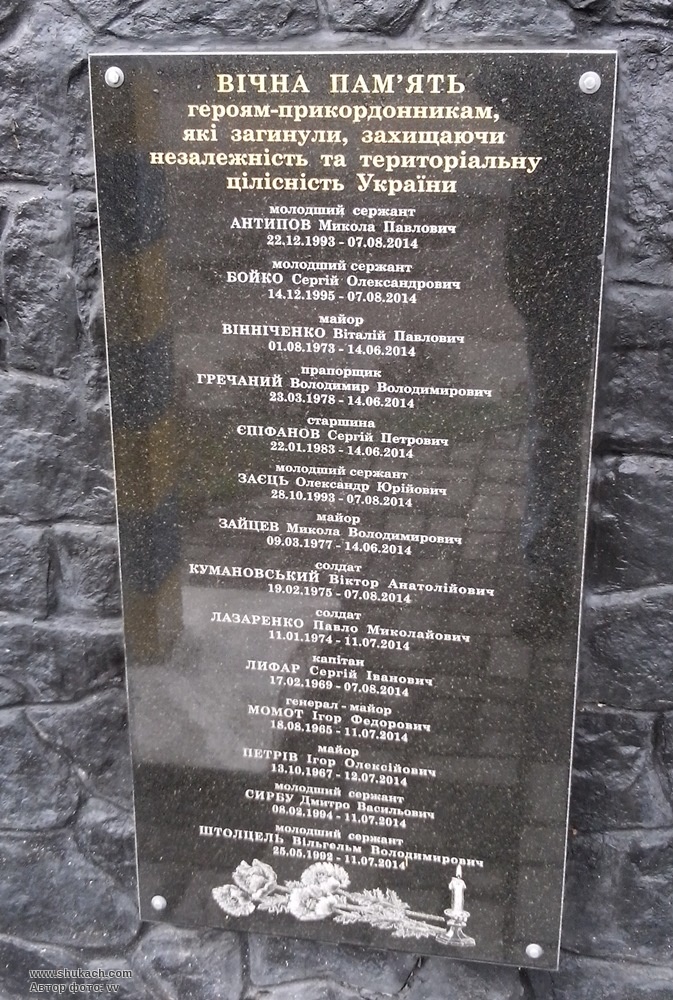 ВІЧНА ПАМ’ЯТЬ
героям-прикордонникам,
які загинули, захищаючи
незалежність та територіальну
цілісність України
молодший сержант
АНТИПОВ Микола Павлович
22.12.1993 - 07.08.2014
молодший сержант
БОЙКО Сергій Олександрович
14.12.1995 - 07.08.2014
майор
ВІННІЧЕНКО Віталій Павлович
01.08.1973 - 14.06.2014
прапорщик
ГРЕЧАНИЙ Володимир Володимирович
23.03.1978 - 14.06.2014
старшина
ЄПІФАНОВ Сергій Петрович
22.01.1983 - 14.06.2014
молодший сержант
ЗАЄЦЬ Олександр Юрійович
28.10.1993 - 07.08.2014
майор
ЗАЙЦЕВ Микола Володимирович
09.03.1977 - 14.06.2014
солдат
КУМАНОВСЬКИЙ Віктор Анатолійович
19.02.1975 - 07.08.2014
солдат
ЛАЗАРЕНКО Павло Миколайович
11.01.1974 - 11.07.2014
капітан
ЛИФАР Сергій Іванович
17.02.1969 - 07.08.2014
генерал - майор
МОМОТ Ігор Федорович
18.08.1965 - 11.07.2014
майор
ПЕТРІВ Ігор Олексійович
13.10.1967 - 12.07.2014
молодший сержант
СИРБУ Дмитро Васильович
08.02.1994 - 11.07.2014
молодший сержант
ШТОЛЦЕЛЬ Вільгельм Володимирович
25.05.1992 - 11.07.2014
www.shukach.com
Автор фото: vv